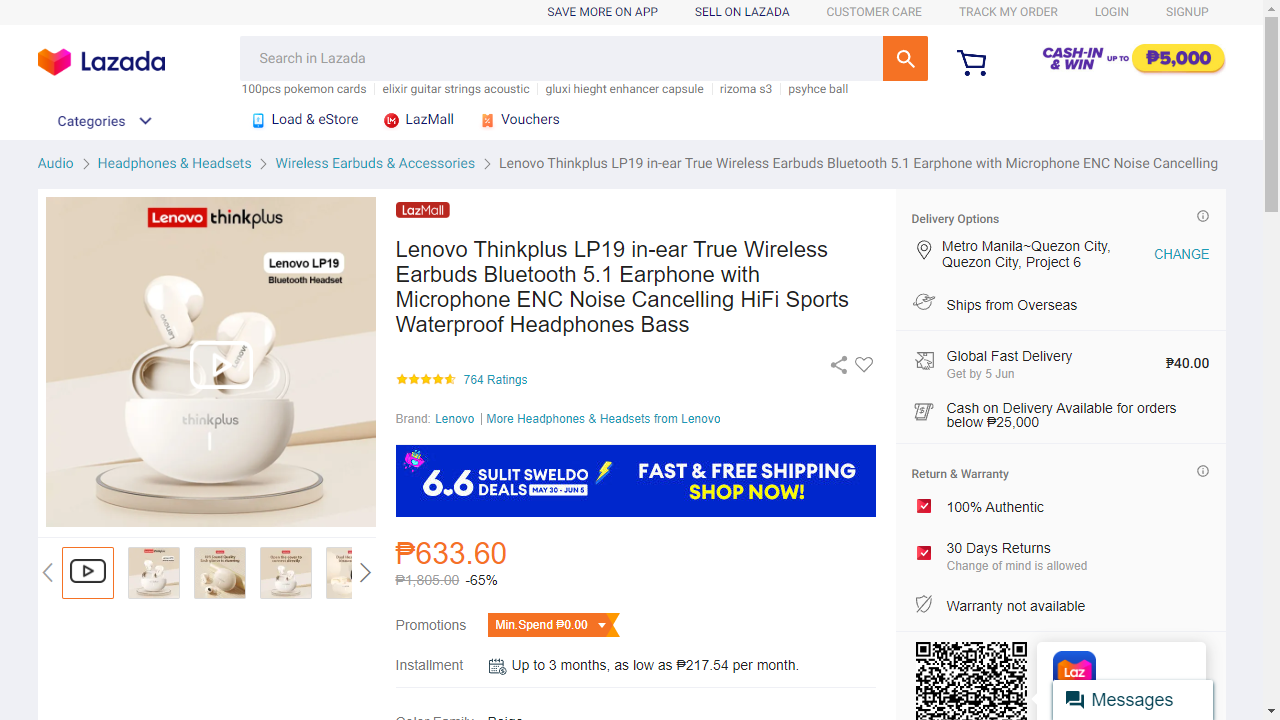 SAVE MORE ON APP
SELL ON LAZADA
CUSTOMER CARE
TRACK MY ORDER
LOGIN
SIGNUP
Lazada
Search in Lazada
CASH-IN & WIN UP TO ₱5,000
100pcs pokemon cards
elixir guitar strings acoustic
gluxi hieght enhancer capsule
rizoma s3
psyhce ball
Categories
Load & eStore
LazMall
Vouchers
Audio
Headphones & Headsets
Wireless Earbuds & Accessories
Lenovo Thinkplus LP19 in-ear True Wireless Earbuds Bluetooth 5.1 Earphone with Microphone ENC Noise Cancelling
Lenovo thinkplus
Lenovo LP19
Bluetooth Headset
Lenovo
Lenovo
thinkplus
LazMall
Lenovo Thinkplus LP19 in-ear True Wireless
Earbuds Bluetooth 5.1 Earphone with
Microphone ENC Noise Cancelling HiFi Sports
Waterproof Headphones Bass
764 Ratings
Brand: Lenovo | More Headphones & Headsets from Lenovo
6.6 SULIT SWELDO DEALS MAY 30 - JUN 5
FAST & FREE SHIPPING
SHOP NOW!
₱633.60
₱1,805.00 -65%
Promotions
Min.Spend ₱0.00
Installment
Up to 3 months, as low as ₱217.54 per month.
Color Family Beige
Delivery Options
Metro Manila~Quezon City,
Quezon City, Project 6
CHANGE
Ships from Overseas
Global Fast Delivery
₱40.00
Get by 5 Jun
Cash on Delivery Available for orders
below ₱25,000
Return & Warranty
100% Authentic
30 Days Returns
Change of mind is allowed
Warranty not available
Laz
Messages